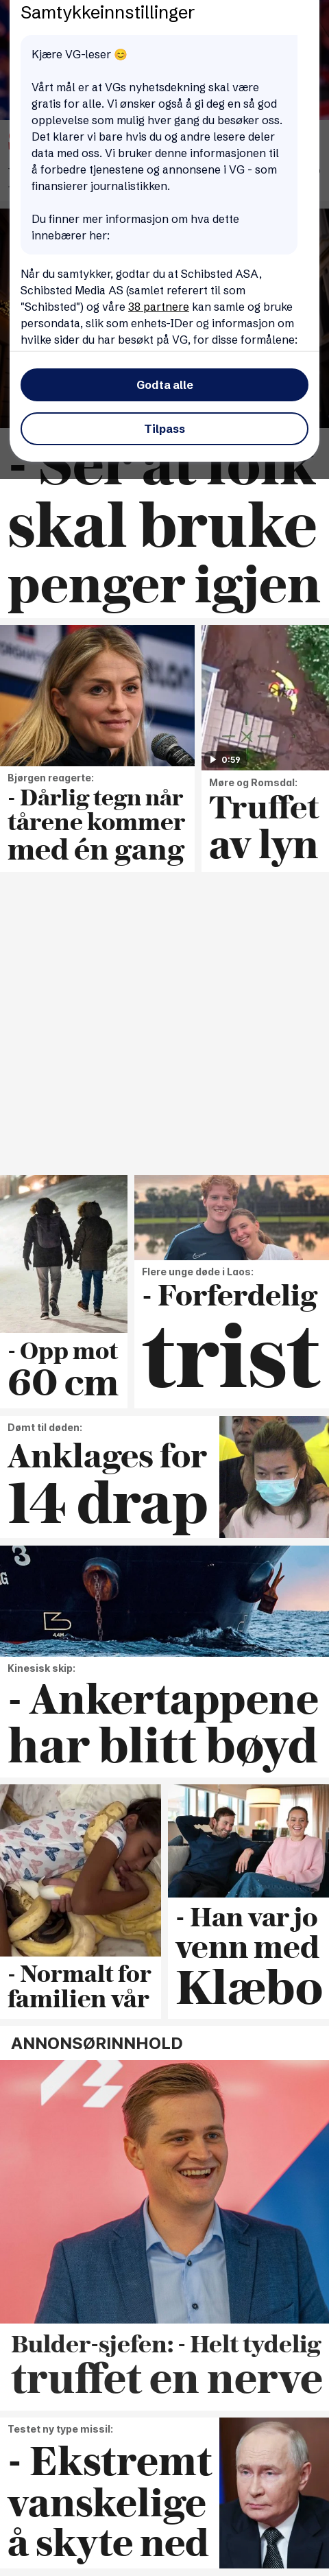 Samtykkeinnstillinger
Kjære VG-leser 😊
Vårt mål er at VGs nyhetsdekning skal være
gratis for alle. Vi ønsker også å gi deg en så god
opplevelse som mulig hver gang du besøker oss.
Det klarer vi bare hvis du og andre lesere deler
data med oss. Vi bruker denne informasjonen til
å forbedre tjenestene og annonsene i VG - som
finansierer journalistikken.
Du finner mer informasjon om hva dette
innebærer her:
Når du samtykker, godtar du at Schibsted ASA,
Schibsted Media AS (samlet referert til som
"Schibsted") og våre 38 partnere kan samle og bruke
persondata, slik som enhets-IDer og informasjon om
hvilke sider du har besøkt på VG, for disse formålene:
Godta alle
Tilpass
- Ser at folk
skal bruke
penger igjen
Bjørgen reagerte:
- Dårlig tegn når
tårene kommer
med én gang
0:59
Møre og Romsdal:
Truffet
av lyn
- Opp mot
60 cm
Flere unge døde i Laos:
- Forferdelig
trist
Dømt til døden:
Anklages for
14 drap
3
Kinesisk skip:
- Ankertappene
har blitt bøyd
- Normalt for
familien vår
- Han var jo
venn med
Klæbo
ANNONSØRINNHOLD
Bulder-sjefen: - Helt tydelig
truffet en nerve
Testet ny type missil:
- Ekstremt
vanskelige
å skyte ned